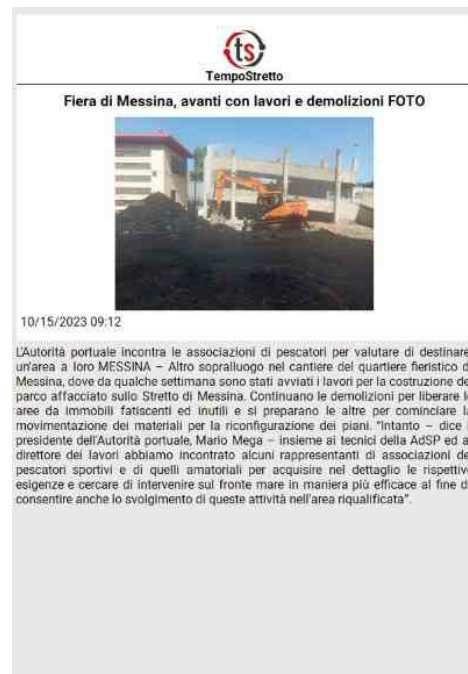 ts
TempoStretto
Fiera di Messina, avanti con lavori e demolizioni FOTO
10/15/2023 09:12
L'Autorità portuale incontra le associazioni di pescatori per valutare di destinare
un'area a loro MESSINA – Altro sopralluogo nel cantiere del quartiere fieristico d
Messina, dove da qualche settimana sono stati avviati i lavori per la costruzione de
parco affacciato sullo Stretto di Messina. Continuano le demolizioni per liberare l
aree da immobili fatiscenti ed inutili e si preparano le altre per cominciare l
movimentazione dei materiali per la riconfigurazione dei piani. "Intanto – dice i
presidente dell'Autorità portuale, Mario Mega – insieme ai tecnici della AdSP ed a
direttore dei lavori abbiamo incontrato alcuni rappresentanti di associazioni de
pescatori sportivi e di quelli amatoriali per acquisire nel dettaglio le rispettiv
esigenze e cercare di intervenire sul fronte mare in maniera più efficace al fine d
consentire anche lo svolgimento di queste attività nell'area riqualificata".